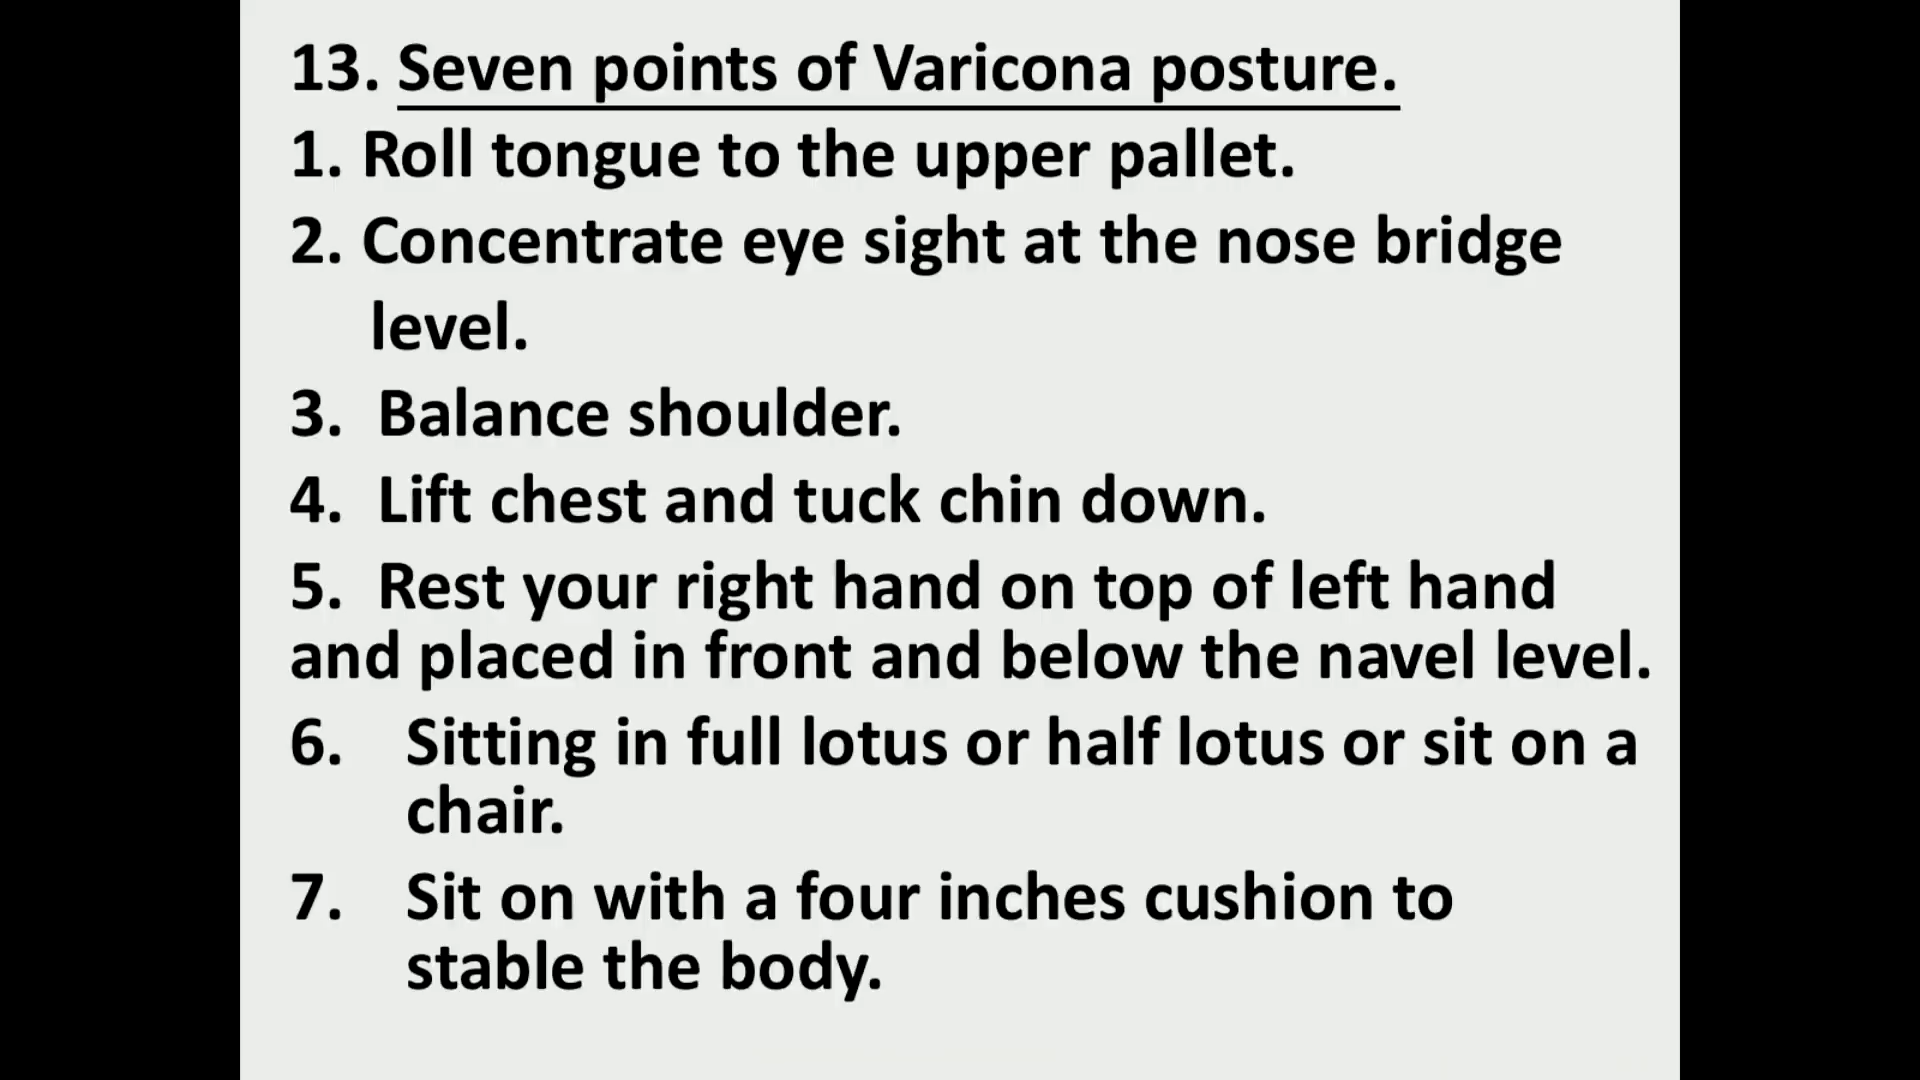 13. Seven points of Varicona posture.
1. Roll tongue to the upper pallet.
2. Concentrate eye sight at the nose bridge
level.
3. Balance shoulder.
4. Lift chest and tuck chin down.
5. Rest your right hand on top of left hand
and placed in front and below the navel level.
6. Sitting in full lotus or half lotus or sit on a
chair.
7. Sit on with a four inches cushion to
stable the body.